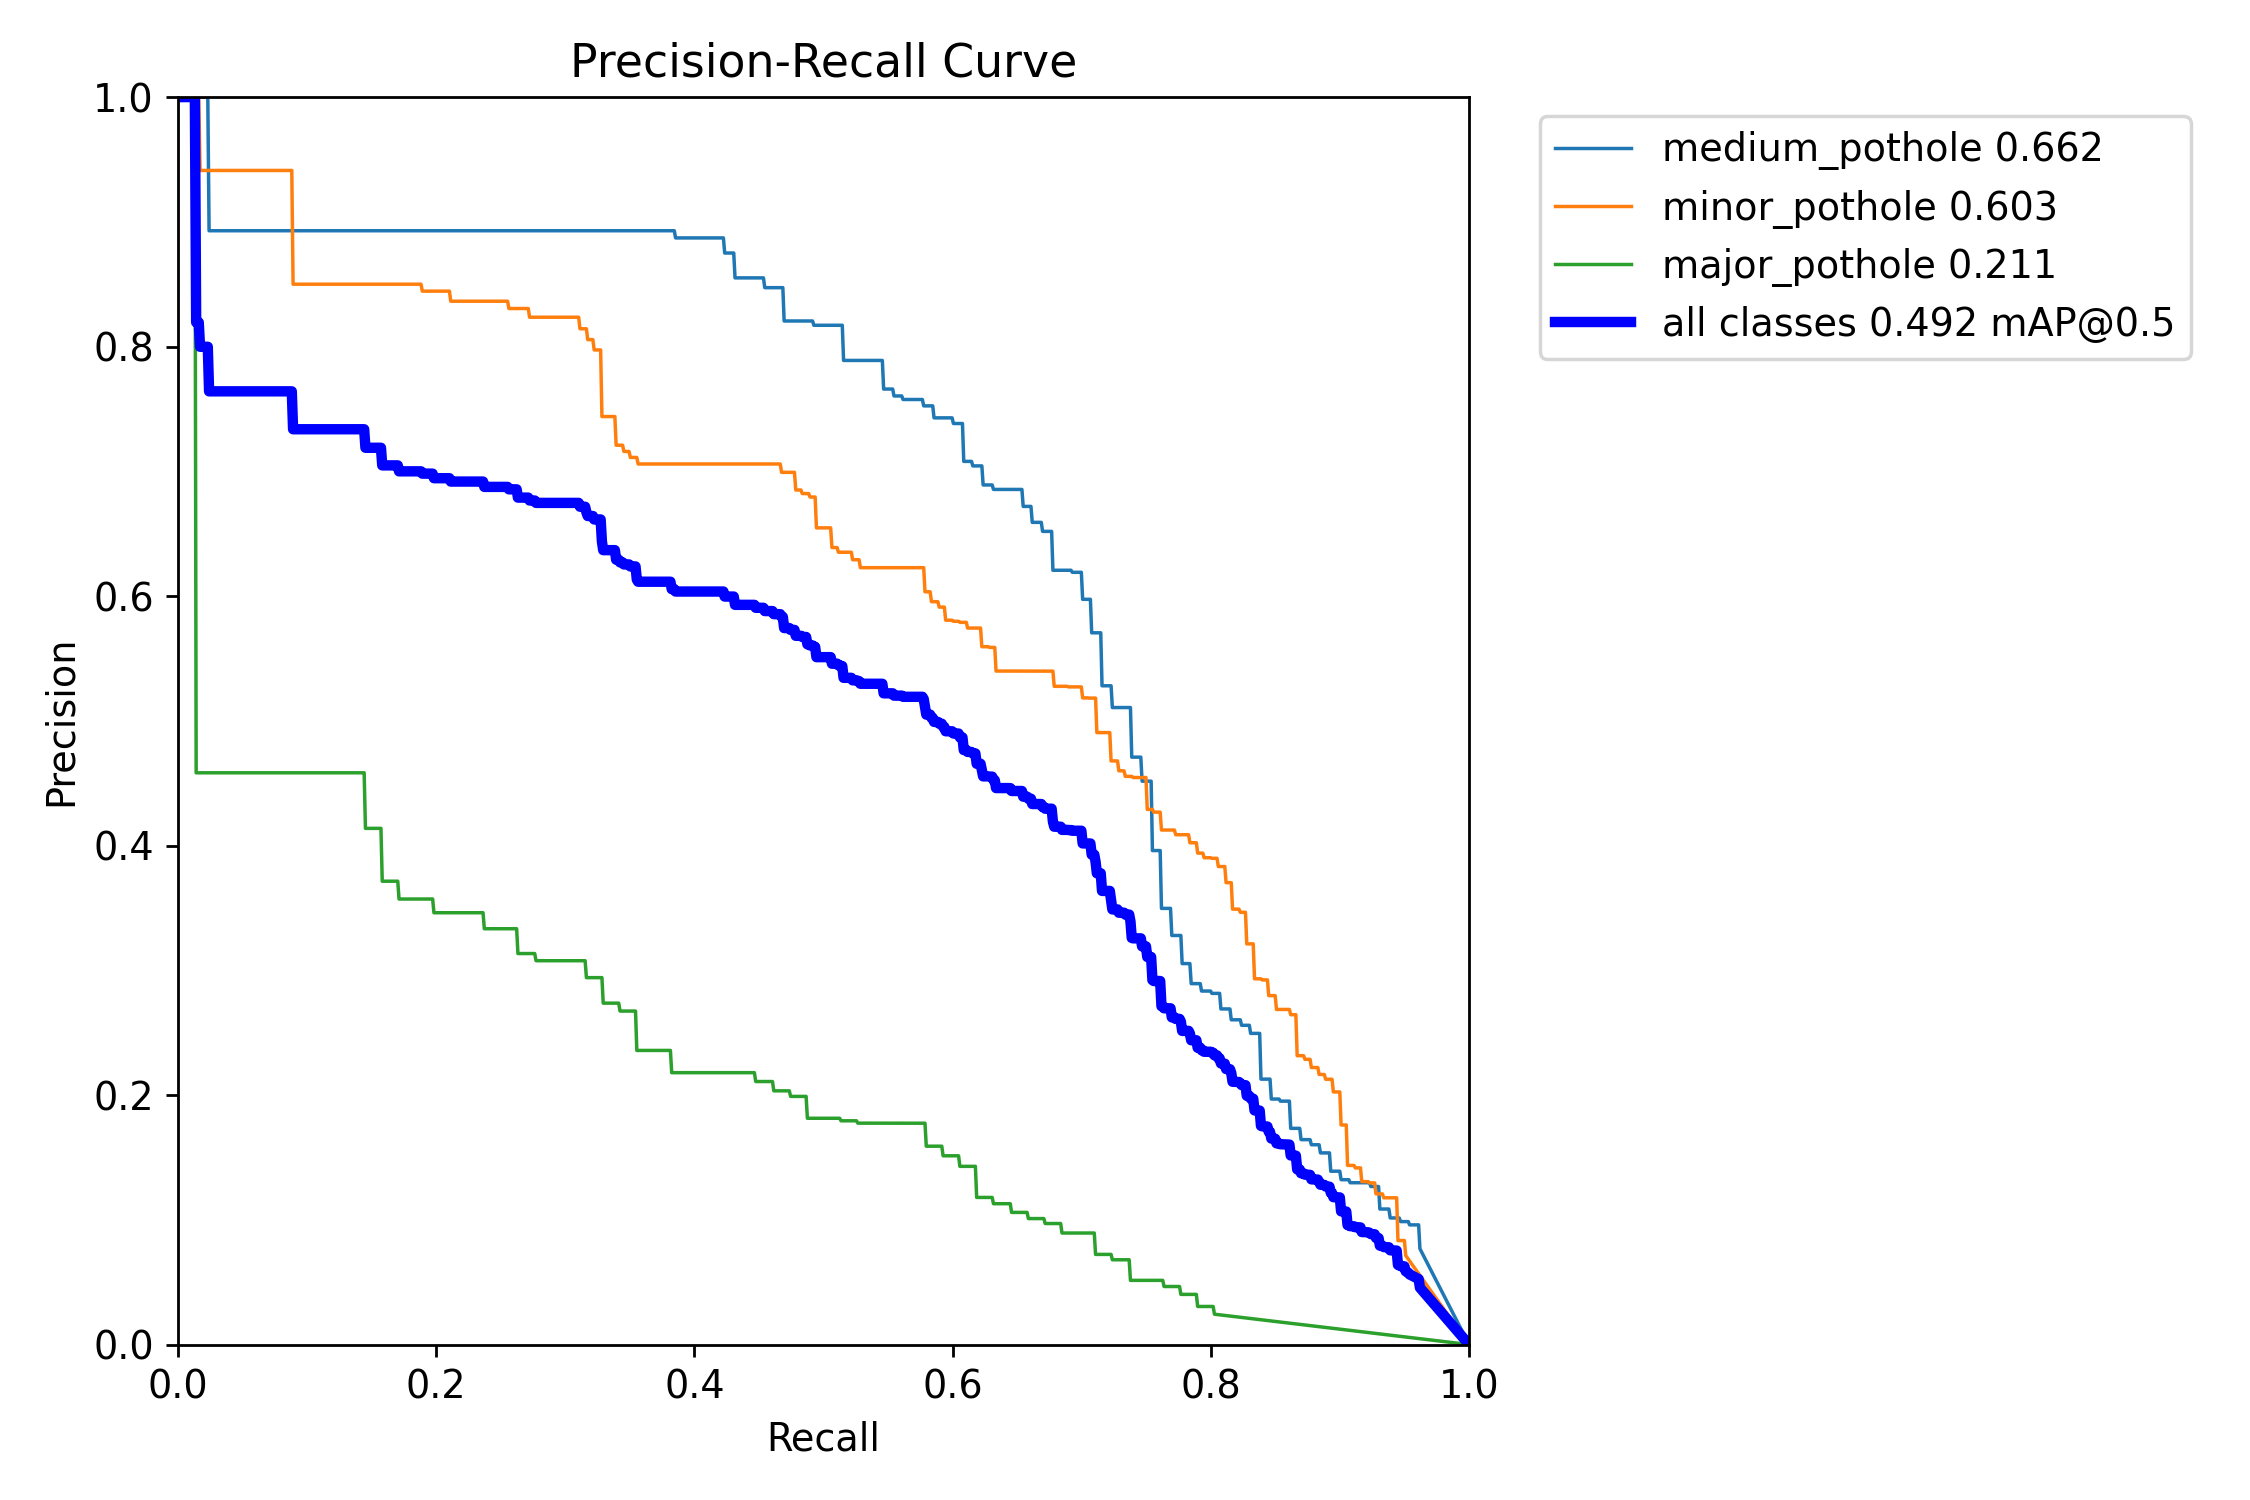 Precision-Recall Curve
medium_pothole 0.662
minor_pothole 0.603
major_pothole 0.211
all classes 0.492 mAP@0.5
1.0
0.8
0.6
0.4
0.2
0.0
Precision
0.0 0.2 0.4 0.6 0.8 1.0
Recall